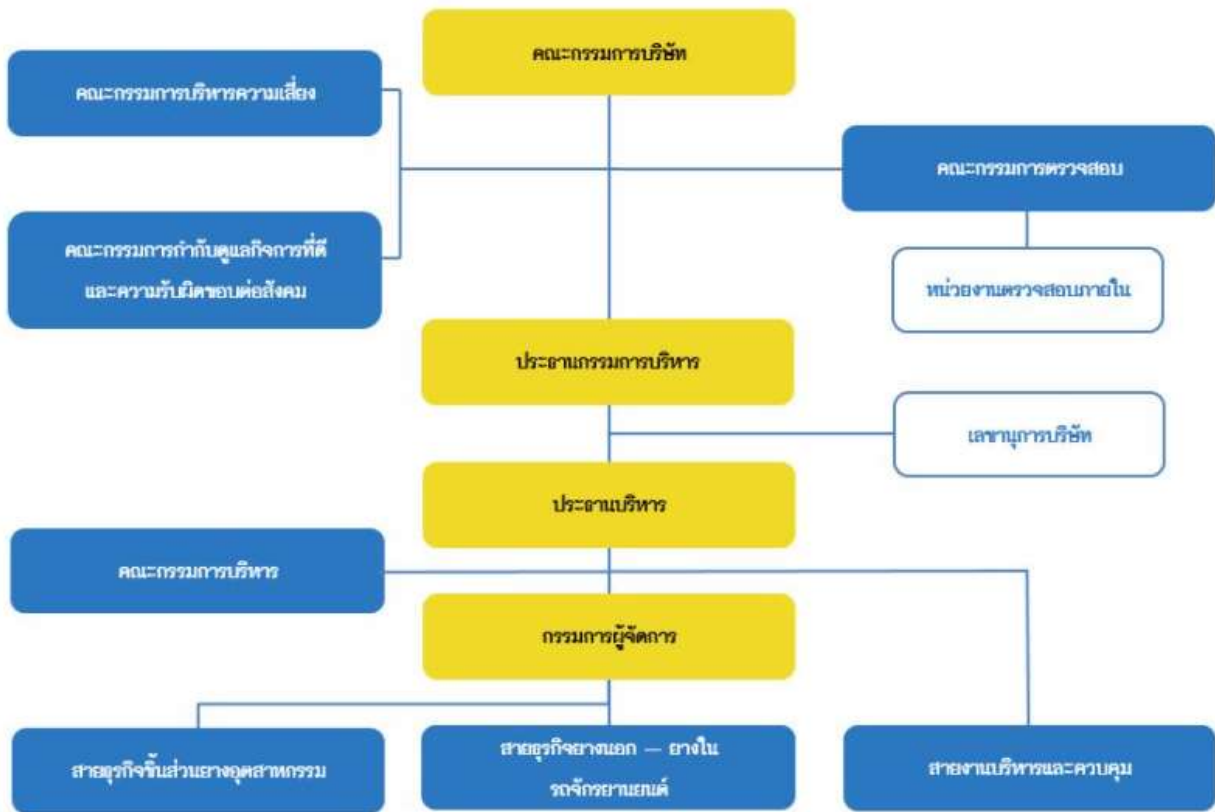 คณะกรรมการบริษัท
คณะกรรมการบริหารความเสี่ยง
คณะกรรมการตรวจสอบ
คณะกรรมการกำกับดูแลกิจการที่ดี
และความรับผิดชอบต่อสังคม
หน่วยงานตรวจสอบภายใน
ประธานกรรมการบริหาร
เลขานุการบริษัท
ประธานบริหาร
คณะกรรมการบริหาร
กรรมการผู้จัดการ
สายธุรกิจชิ้นส่วนยางอุตสาหกรรม
สายธุรกิจยางนอก — ยางใน
รถจักรยานยนต์
สายงานบริหารและควบคุม